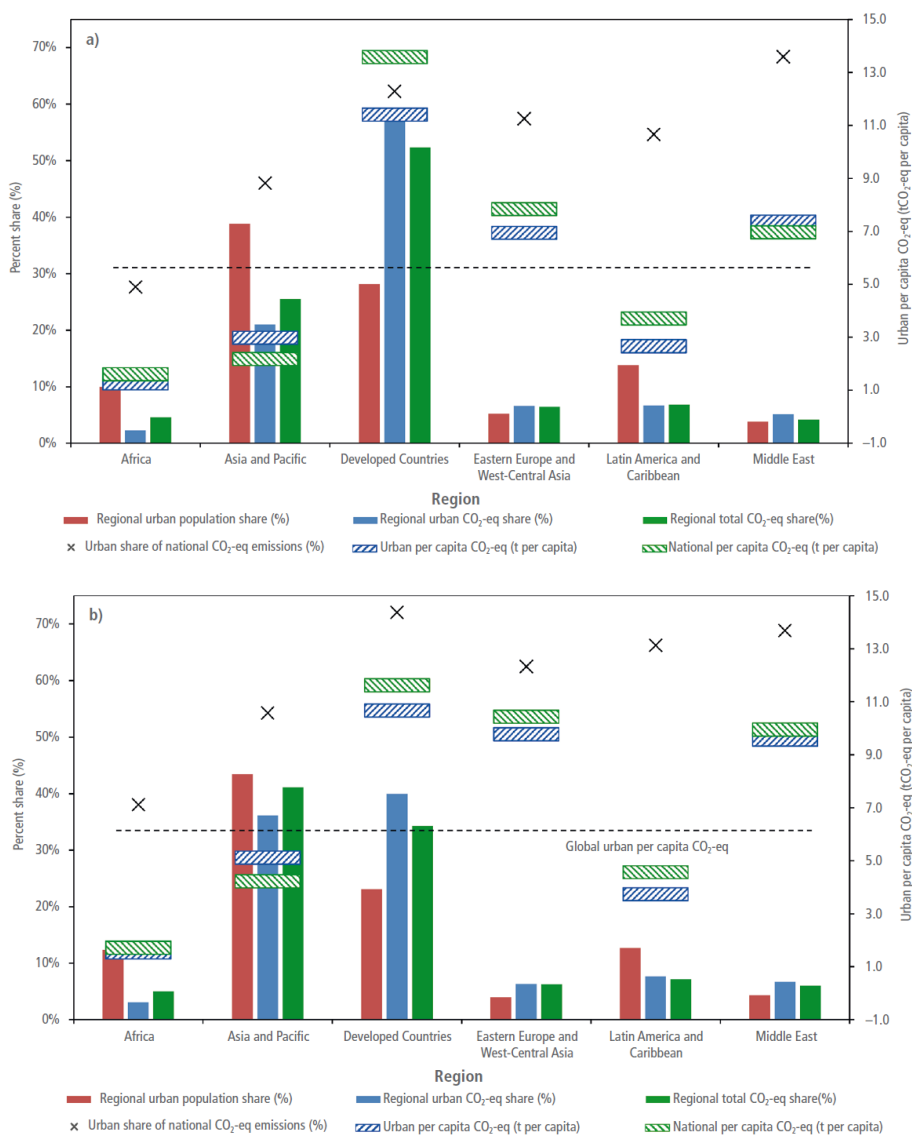 a)
70%
60%
50%
40%
30%
20%
10%
0%
Percent share (%)
15.0
13.0
11.0
9.0
7.0
5.0
3.0
1.0
–1.0
Urban per capita CO₂-eq (tCO₂-eq per capita)
Africa
Asia and Pacific
Developed Countries
Eastern Europe and
West-Central Asia
Latin America and
Caribbean
Middle East
Region
Regional urban population share (%)
Regional urban CO₂-eq share (%)
Regional total CO₂-eq share(%)
Urban share of national CO₂-eq emissions (%)
Urban per capita CO₂-eq (t per capita)
National per capita CO₂-eq (t per capita)
b)
70%
60%
50%
40%
30%
20%
10%
0%
Percent share (%)
Global urban per capita CO₂-eq
15.0
13.0
11.0
9.0
7.0
5.0
3.0
1.0
–1.0
Urban per capita CO₂-eq (tCO₂-eq per capita)
Africa
Asia and Pacific
Developed Countries
Eastern Europe and
West-Central Asia
Latin America and
Caribbean
Middle East
Region
Regional urban population share (%)
Regional urban CO₂-eq share (%)
Regional total CO₂-eq share(%)
Urban share of national CO₂-eq emissions (%)
Urban per capita CO₂-eq (t per capita)
National per capita CO₂-eq (t per capita)